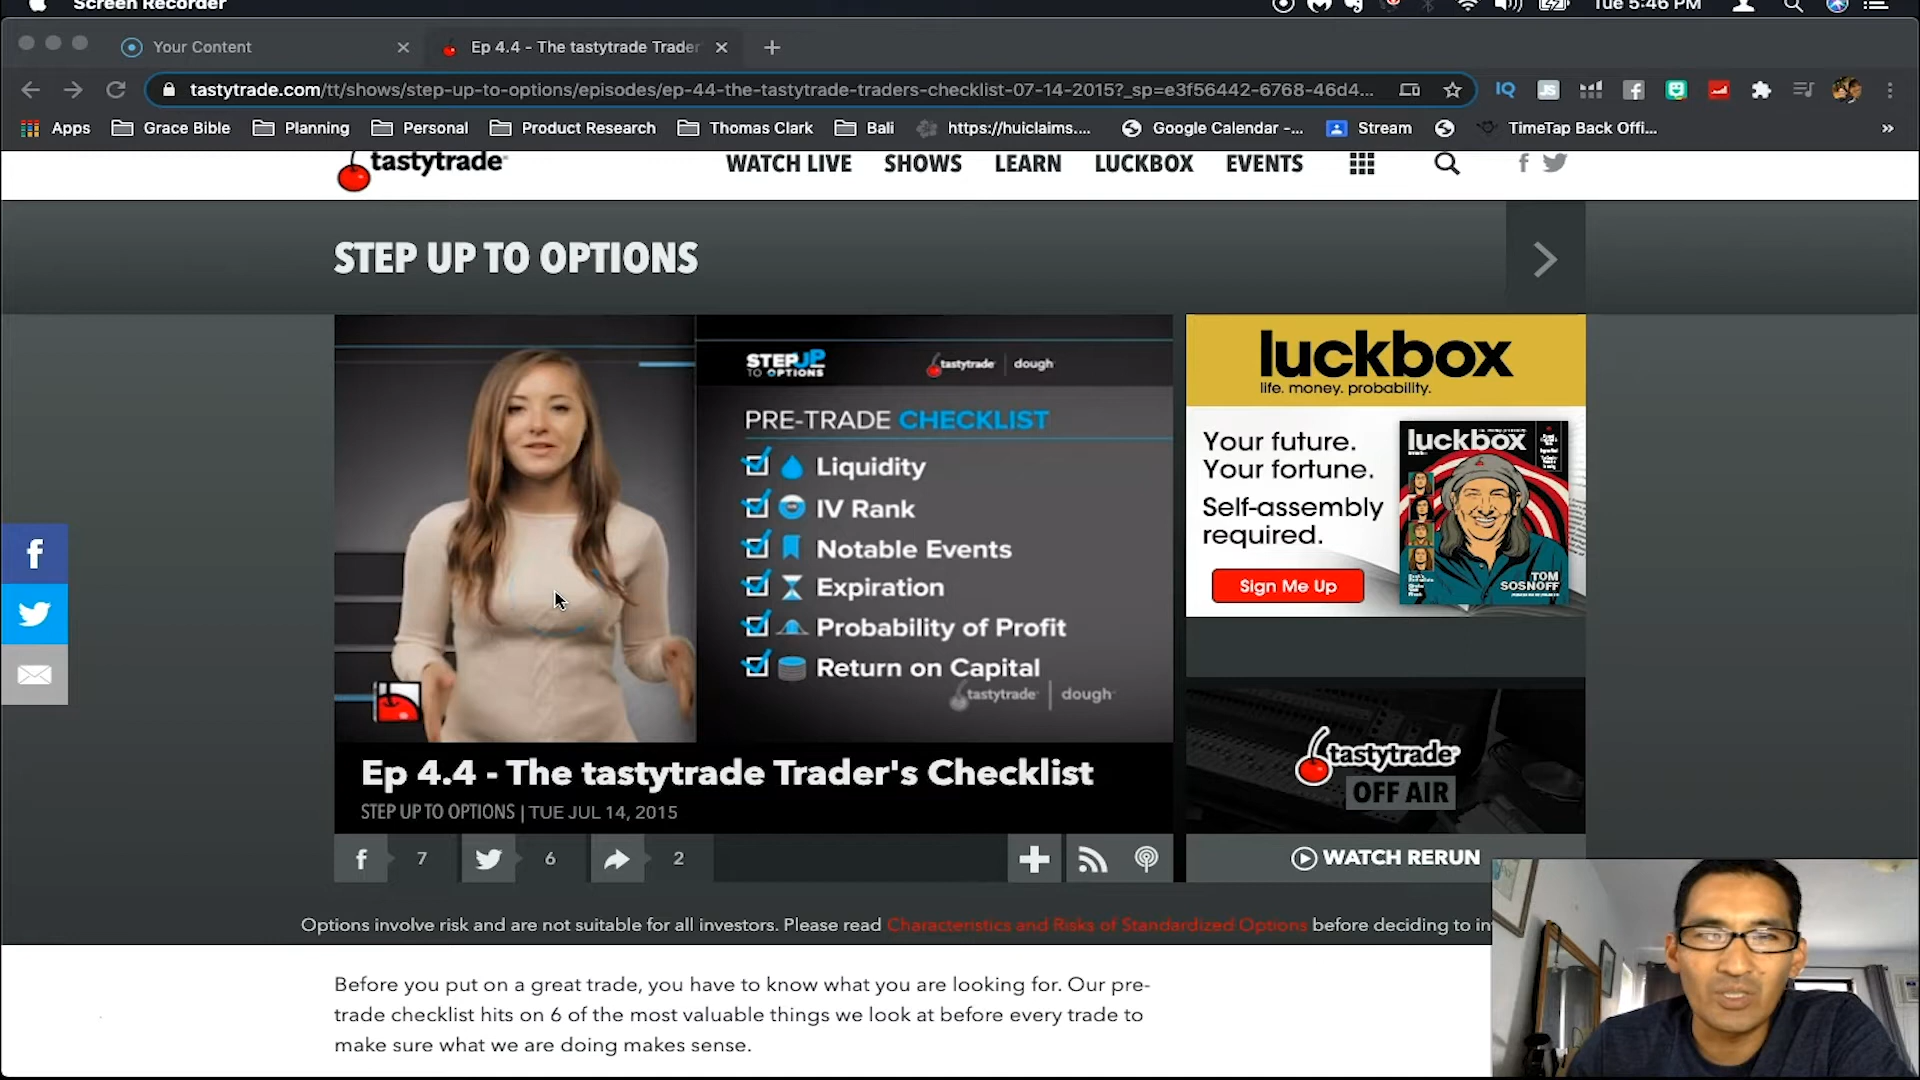 Screen Recorder
Tue 5:46 PM
Your Content
Ep 4.4 - The tastytrade Trader
tastytrade.com/tt/shows/step-up-to-options/episodes/ep-44-the-tastytrade-traders-checklist-07-14-2015?_sp=e3f56442-6768-46d4...
IQ
JS
Apps
Grace Bible
Planning
Personal
Product Research
Thomas Clark
Bali
https://huiclaims....
Google Calendar -...
Stream
TimeTap Back Offi...
»
tastytrade
WATCH LIVE
SHOWS
LEARN
LUCKBOX
EVENTS
STEP UP TO OPTIONS
STEP UP
TO OPTIONS
tastytrade | dough
PRE-TRADE CHECKLIST
Liquidity
IV Rank
Notable Events
Expiration
Probability of Profit
Return on Capital
tastytrade | dough
luckbox
life. money. probability.
Your future.
Your fortune.
Self-assembly
required.
Sign Me Up
luckbox
TOM
SOSNOFF
Ep 4.4 - The tastytrade Trader's Checklist
STEP UP TO OPTIONS | TUE JUL 14, 2015
7
6
2
tastytrade
OFF AIR
WATCH RERUN
Options involve risk and are not suitable for all investors. Please read Characteristics and Risks of Standardized Options before deciding to in
Before you put on a great trade, you have to know what you are looking for. Our pre-
trade checklist hits on 6 of the most valuable things we look at before every trade to
make sure what we are doing makes sense.